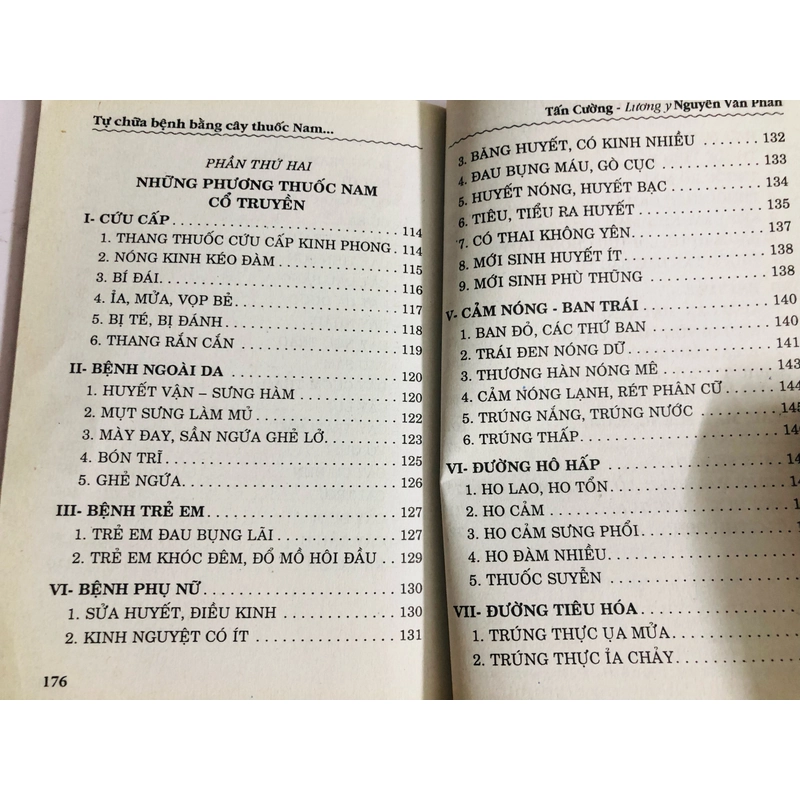 Tự chữa bệnh bằng cây thuốc Nam...
PHẦN THỨ HAI
NHỮNG PHƯƠNG THUỐC NAM
CỔ TRUYỀN
I- CỨU CẤP 114
1. THANG THUỐC CỨU CẤP KINH PHONG 114
2. NÓNG KINH KÉO ĐÀM 115
3. BÍ ĐÁI 116
4. ỈA, MỬA, VỌP BẺ 117
5. BỊ TÉ, BỊ ĐÁNH 118
6. THANG RẮN CẮN 119
II- BỆNH NGOÀI DA 120
1. HUYẾT VẬN – SƯNG HÀM 120
2. MỤT SƯNG LÀM MỦ 122
3. MÀY ĐAY, SẦN NGỨA GHẺ LỞ 123
4. BÓN TRĨ 125
5. GHẺ NGỨA 126
III- BỆNH TRẺ EM 127
1. TRẺ EM ĐAU BỤNG LÃI 127
2. TRẺ EM KHÓC ĐÊM, ĐỔ MỒ HÔI ĐẦU 129
VI- BỆNH PHỤ NỮ 130
1. SỬA HUYẾT, ĐIỀU KINH 130
2. KINH NGUYỆT CÓ ÍT 131
176
Tấn Cường - Lương y Nguyễn Văn Phấn
3. BĂNG HUYẾT, CÓ KINH NHIỀU 132
4. ĐAU BỤNG MÁU, GÒ CỤC 133
5. HUYẾT NÓNG, HUYẾT BẠC 134
6. TIÊU, TIỂU RA HUYẾT 135
7. CÓ THAI KHÔNG YÊN 137
8. MỚI SINH HUYẾT ÍT 138
9. MỚI SINH PHÙ THŨNG 138
V- CẢM NÓNG - BAN TRÁI 140
1. BAN ĐỎ, CÁC THỨ BAN 140
2. TRÁI ĐEN NÓNG DỮ 141
3. THƯƠNG HÀN NÓNG MÊ 143
4. CẢM NÓNG LẠNH, RÉT PHÂN CỮ 144
5. TRÚNG NẮNG, TRÚNG NƯỚC 145
6. TRÚNG THẤP
VI- ĐƯỜNG HÔ HẤP
1. HO LAO, HO TỔN
2. HO CẢM
3. HO CẢM SƯNG PHỔI
4. HO ĐÀM NHIỀU
5. THUỐC SUYỄN
VII- ĐƯỜNG TIÊU HÓA
1. TRÚNG THỰC ỤA MỬA
2. TRÚNG THỰC ỈA CHẢY